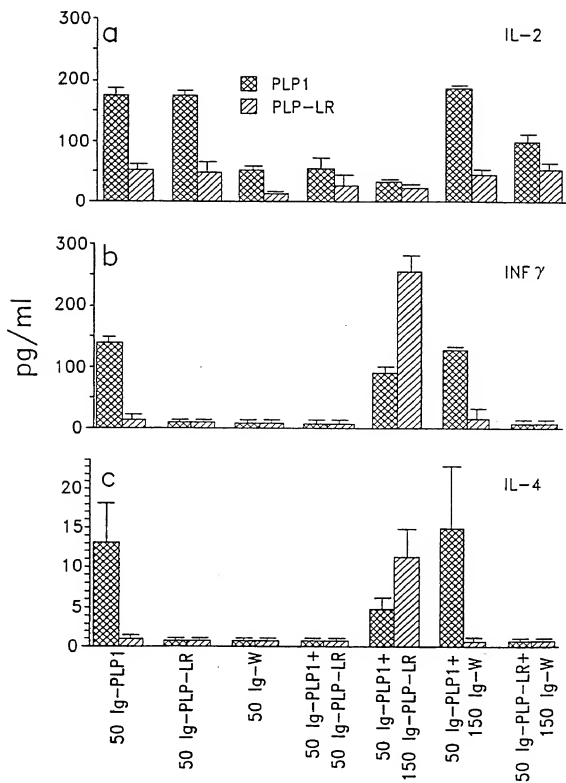 a
IL-2
300
200
100
0
PLP1
PLP-LR
b
INF γ
300
200
100
0
pg/ml
c
IL-4
20
15
10
5
0
50 Ig-PLP1
50 Ig-PLP-LR
50 Ig-W
50 Ig-PLP1+
50 Ig-PLP-LR
50 Ig-PLP1+
150 Ig-PLP-LR
50 Ig-PLP1+
150 Ig-W
50 Ig-PLP-LR+
150 Ig-W